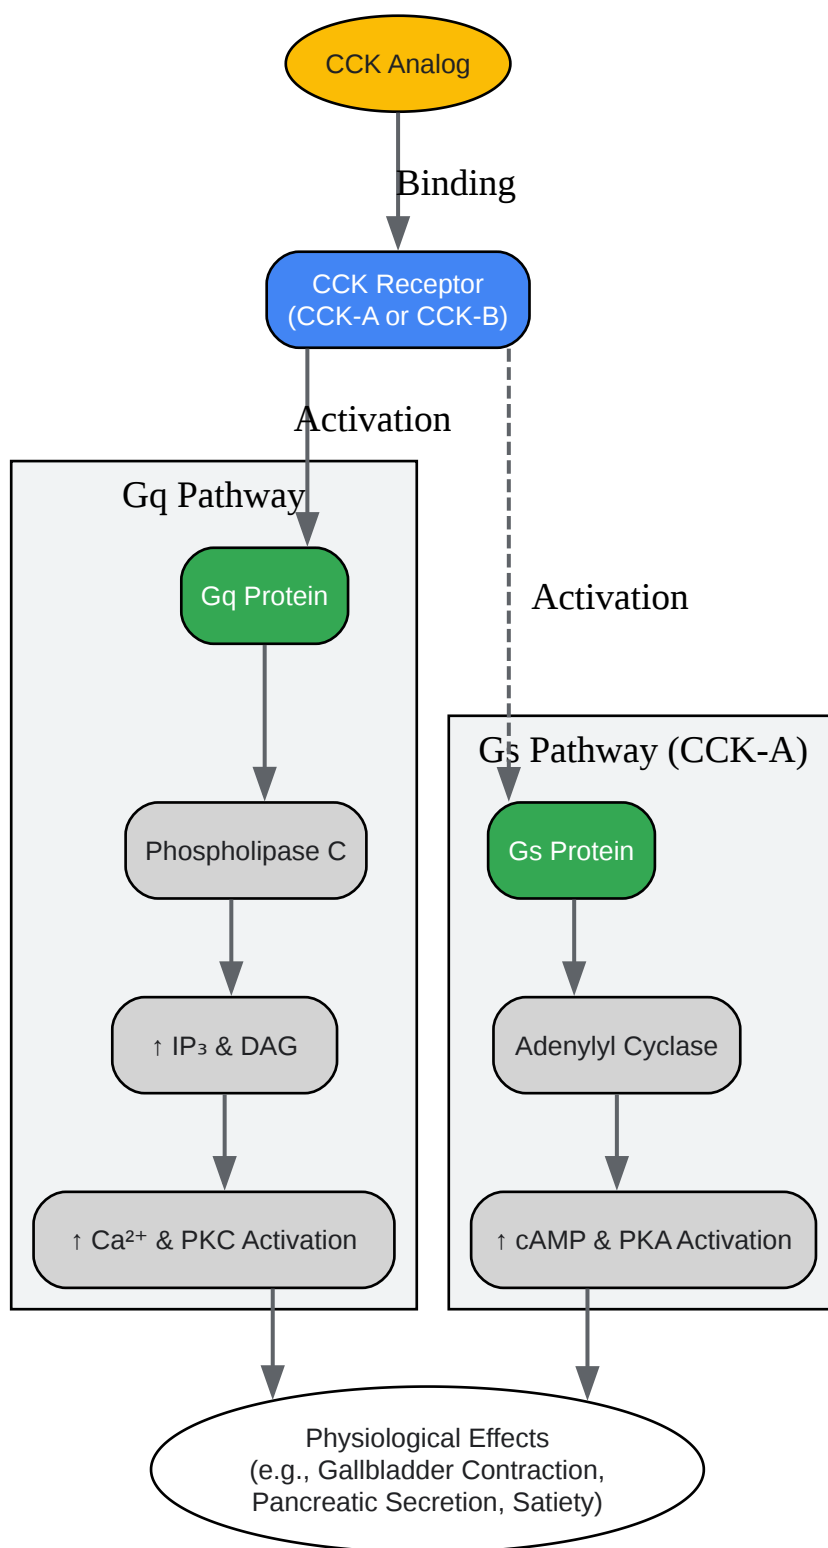 CCK Analog
Binding
CCK Receptor
(CCK-A or CCK-B)
Activation
Gq Pathway
Gq Protein
Activation
Gs Pathway (CCK-A)
Phospholipase C
Gs Protein
↑ IP₃ & DAG
Adenylyl Cyclase
↑ Ca²⁺ & PKC Activation
↑ cAMP & PKA Activation
Physiological Effects
(e.g., Gallbladder Contraction,
Pancreatic Secretion, Satiety)